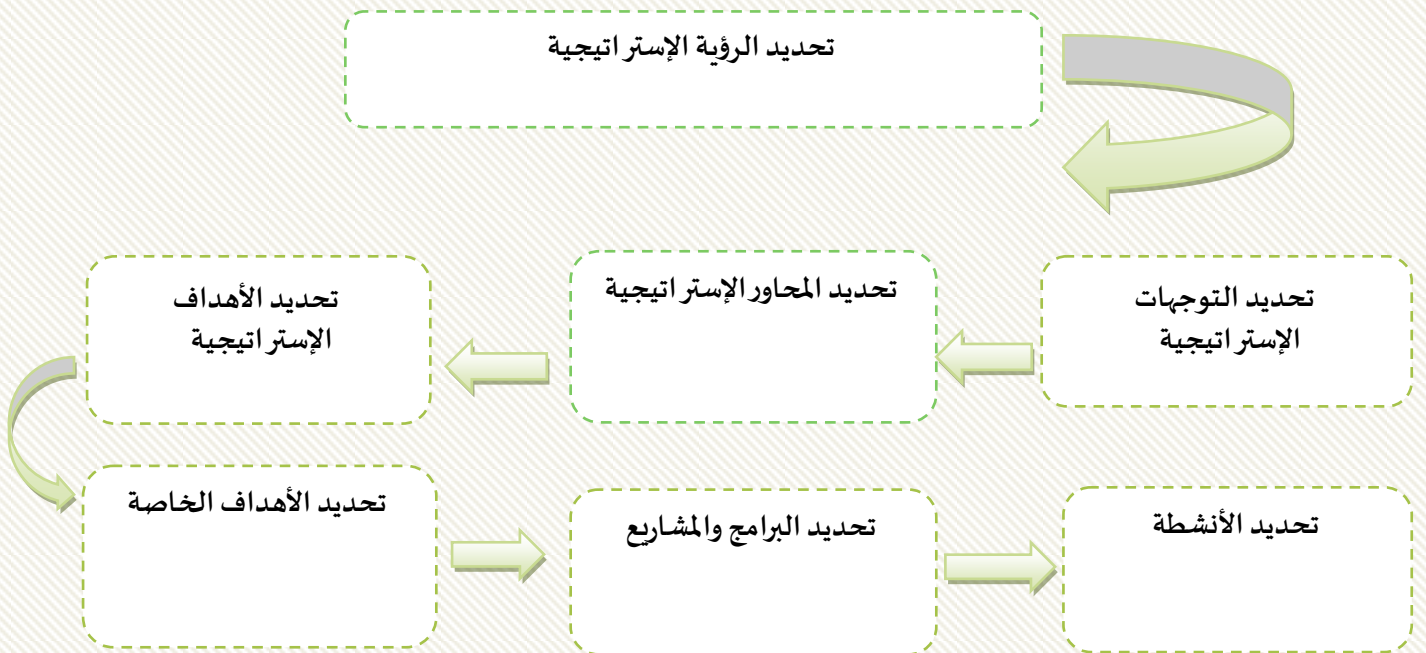 تحديد الرؤية الإستراتيجية
تحديد التوجهات
الإستراتيجية
تحديد المحاور الإستراتيجية
تحديد الأهداف
الإستراتيجية
تحديد الأهداف الخاصة
تحديد البرامج والمشاريع
تحديد الأنشطة